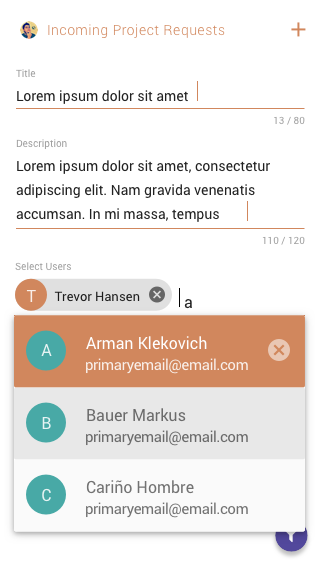 Incoming Project Requests
Title
Lorem ipsum dolor sit amet
13 / 80
Description
Lorem ipsum dolor sit amet, consectetur
adipiscing elit. Nam gravida venenatis
accumsan. In mi massa, tempus
110 / 120
Select Users
T Trevor Hansen a
A Arman Klekovich
primaryemail@email.com
B Bauer Markus
primaryemail@email.com
C Cariño Hombre
primaryemail@email.com